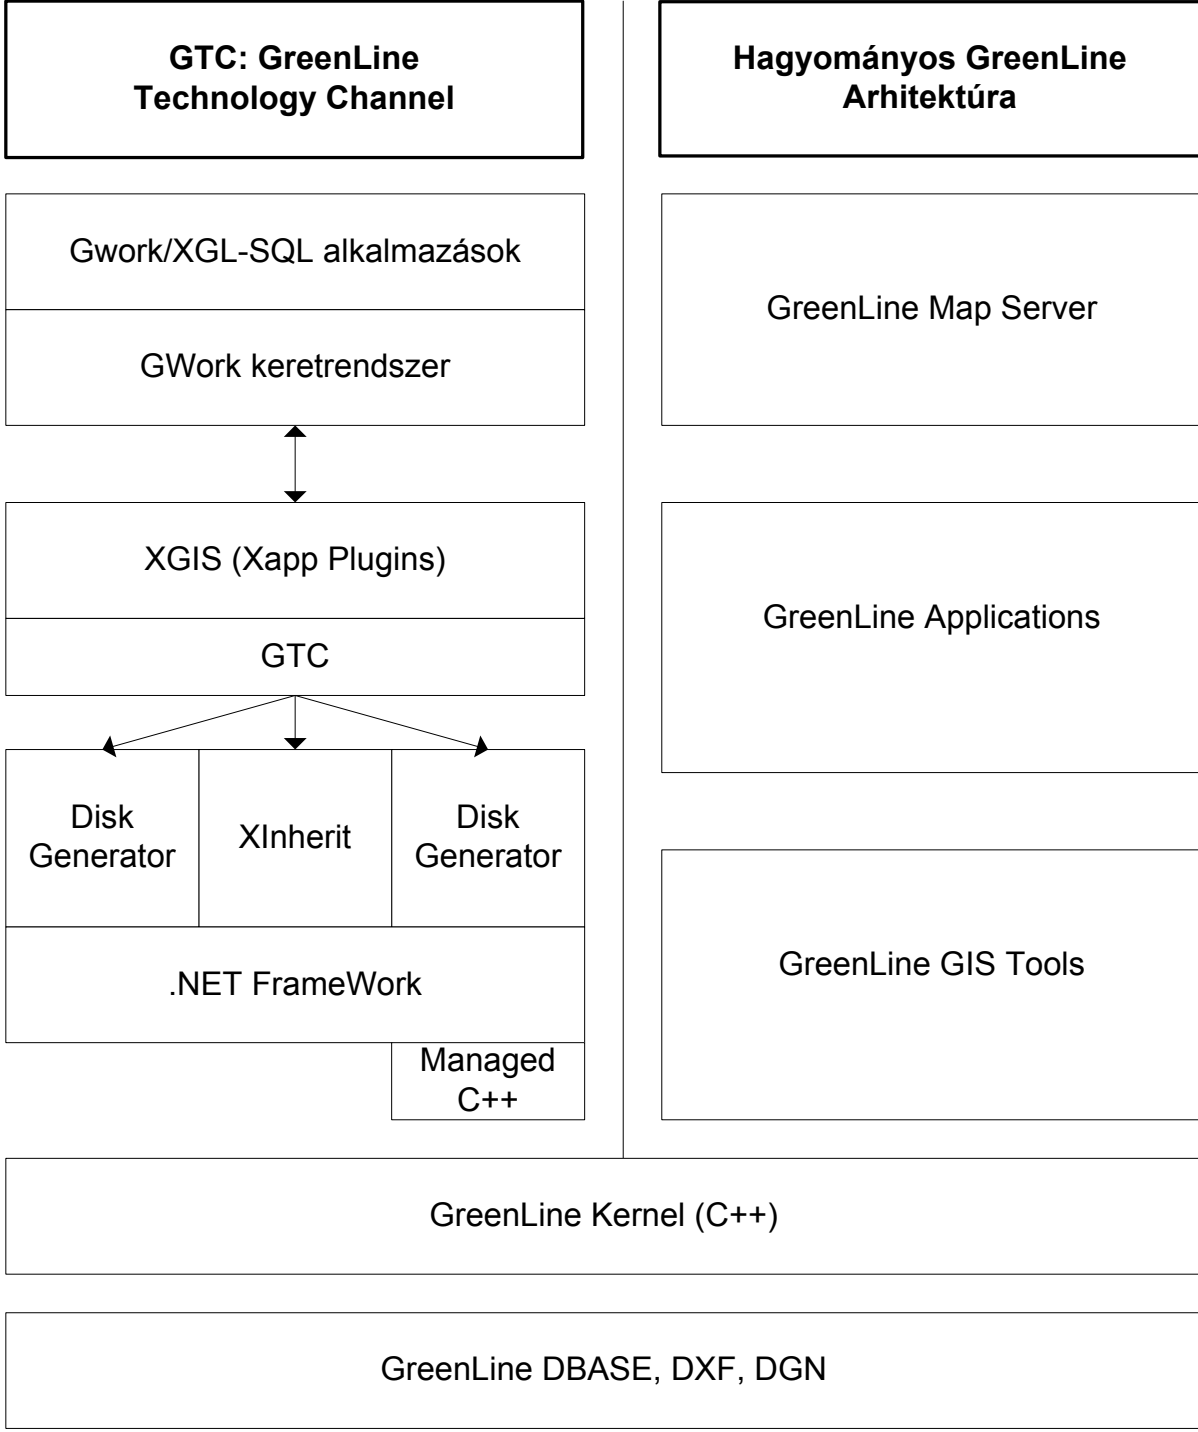 GTC: GreenLine
Technology Channel
Gwork/XGL-SQL alkalmazások
GWork keretrendszer
XGIS (Xapp Plugins)
GTC
Disk
Generator
XInherit
Disk
Generator
.NET FrameWork
Managed
C++
Hagyományos GreenLine
Arhitektúra
GreenLine Map Server
GreenLine Applications
GreenLine GIS Tools
GreenLine Kernel (C++)
GreenLine DBASE, DXF, DGN